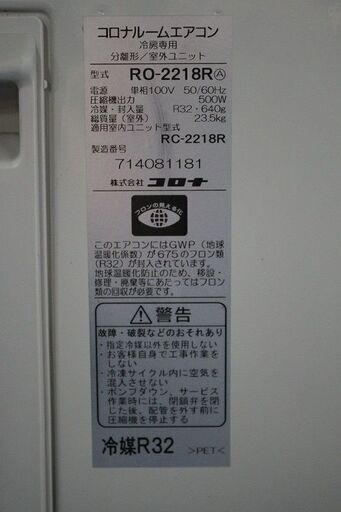 コロナルームエアコン
冷房専用
分離形／室外ユニット
型式 RO-2218RⒶ
電源 単相100V 50/60Hz
圧縮機出力 500W
冷媒・封入量 R32・640g
総質量（室外） 23.5kg
適用室内ユニット型式
RC-2218R
製造番号
714081181
株式会社 コロナ
フロンの見える化
このエアコンにはGWP（地球
温暖化係数）が675のフロン類
（R32）が封入されています。
地球温暖化防止のため、移設・
修理・廃棄等にあたってはフロン
類の回収が必要です。
警告
故障・破裂などのおそれあり
・指定冷媒以外を使用しない
・お客様自身で工事作業を
しない
・冷凍サイクル内に空気を
混入させない
・ポンプダウン、サービス
作業時には、閉鎖弁を閉
じた後、配管を外す前に
圧縮機を停止する
冷媒R32 >PET<